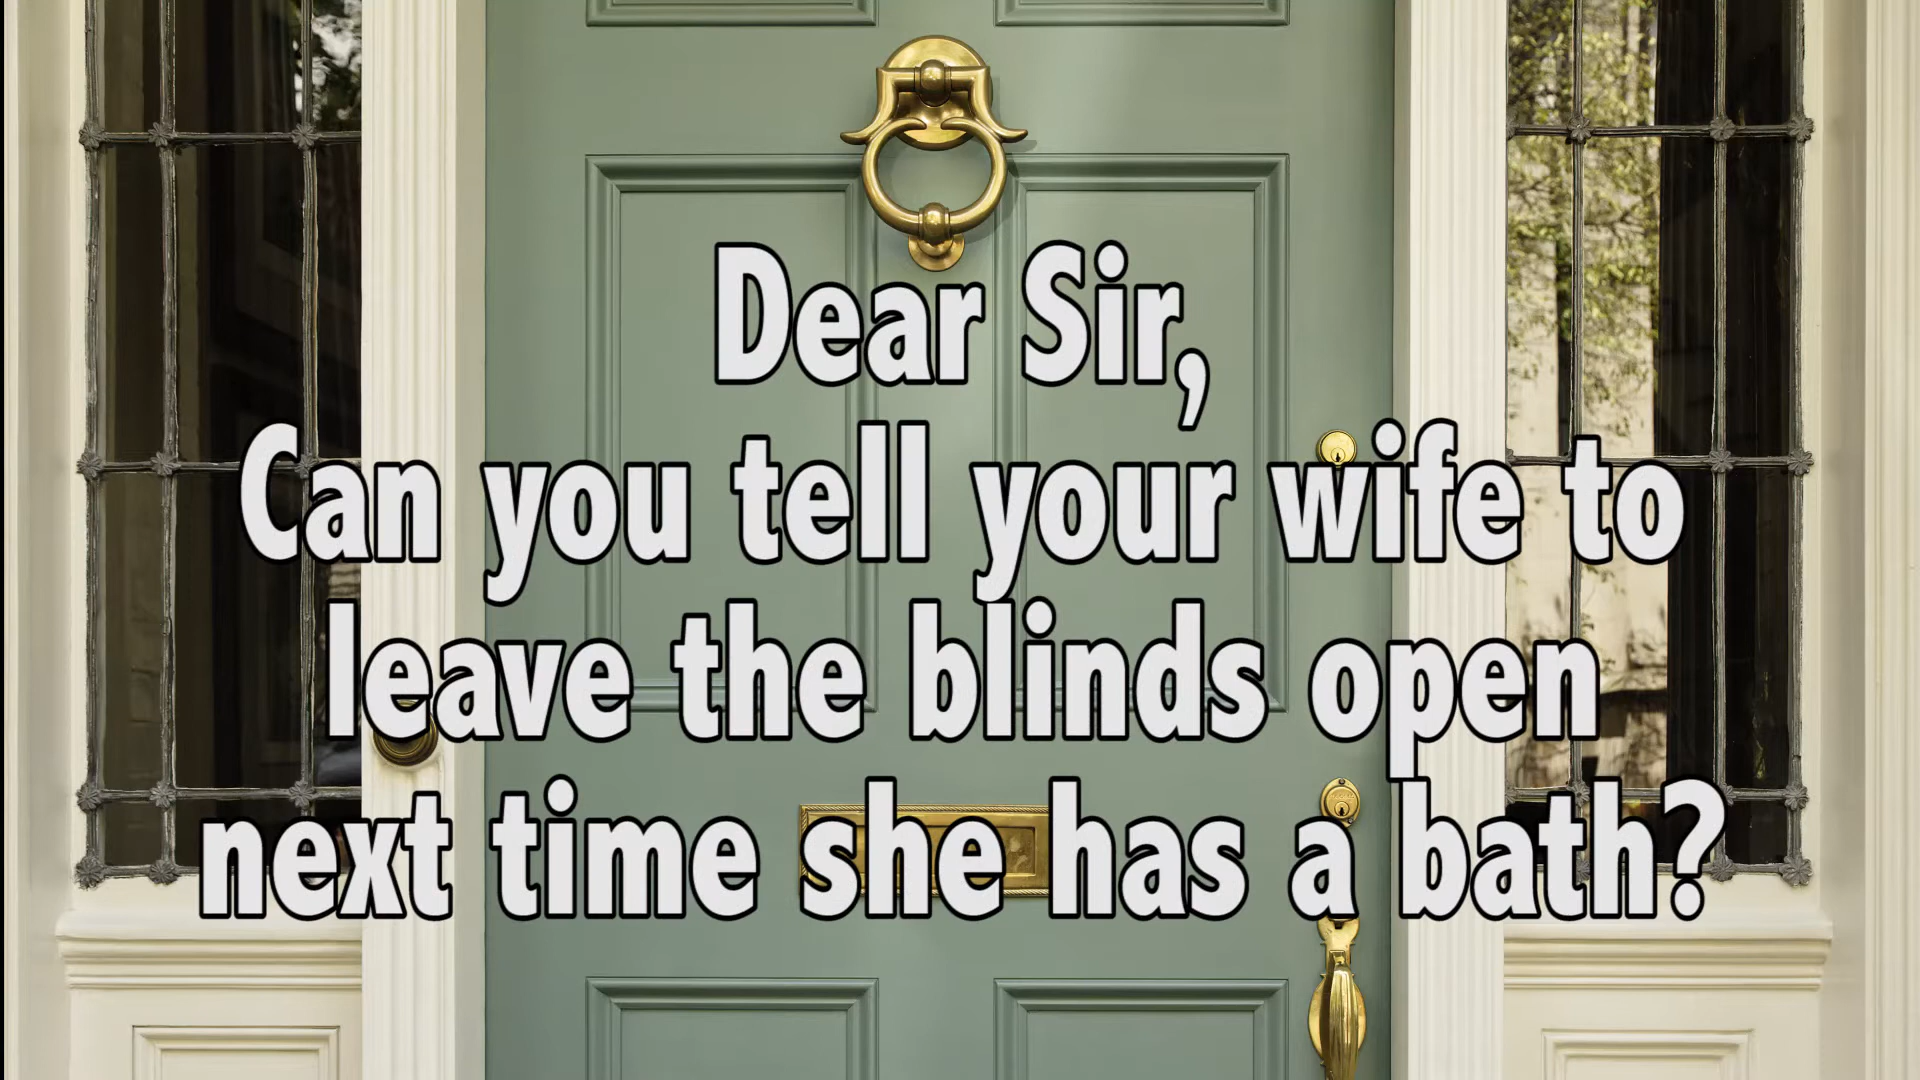 Dear Sir,
Can you tell your wife to
leave the blinds open
next time she has a bath?